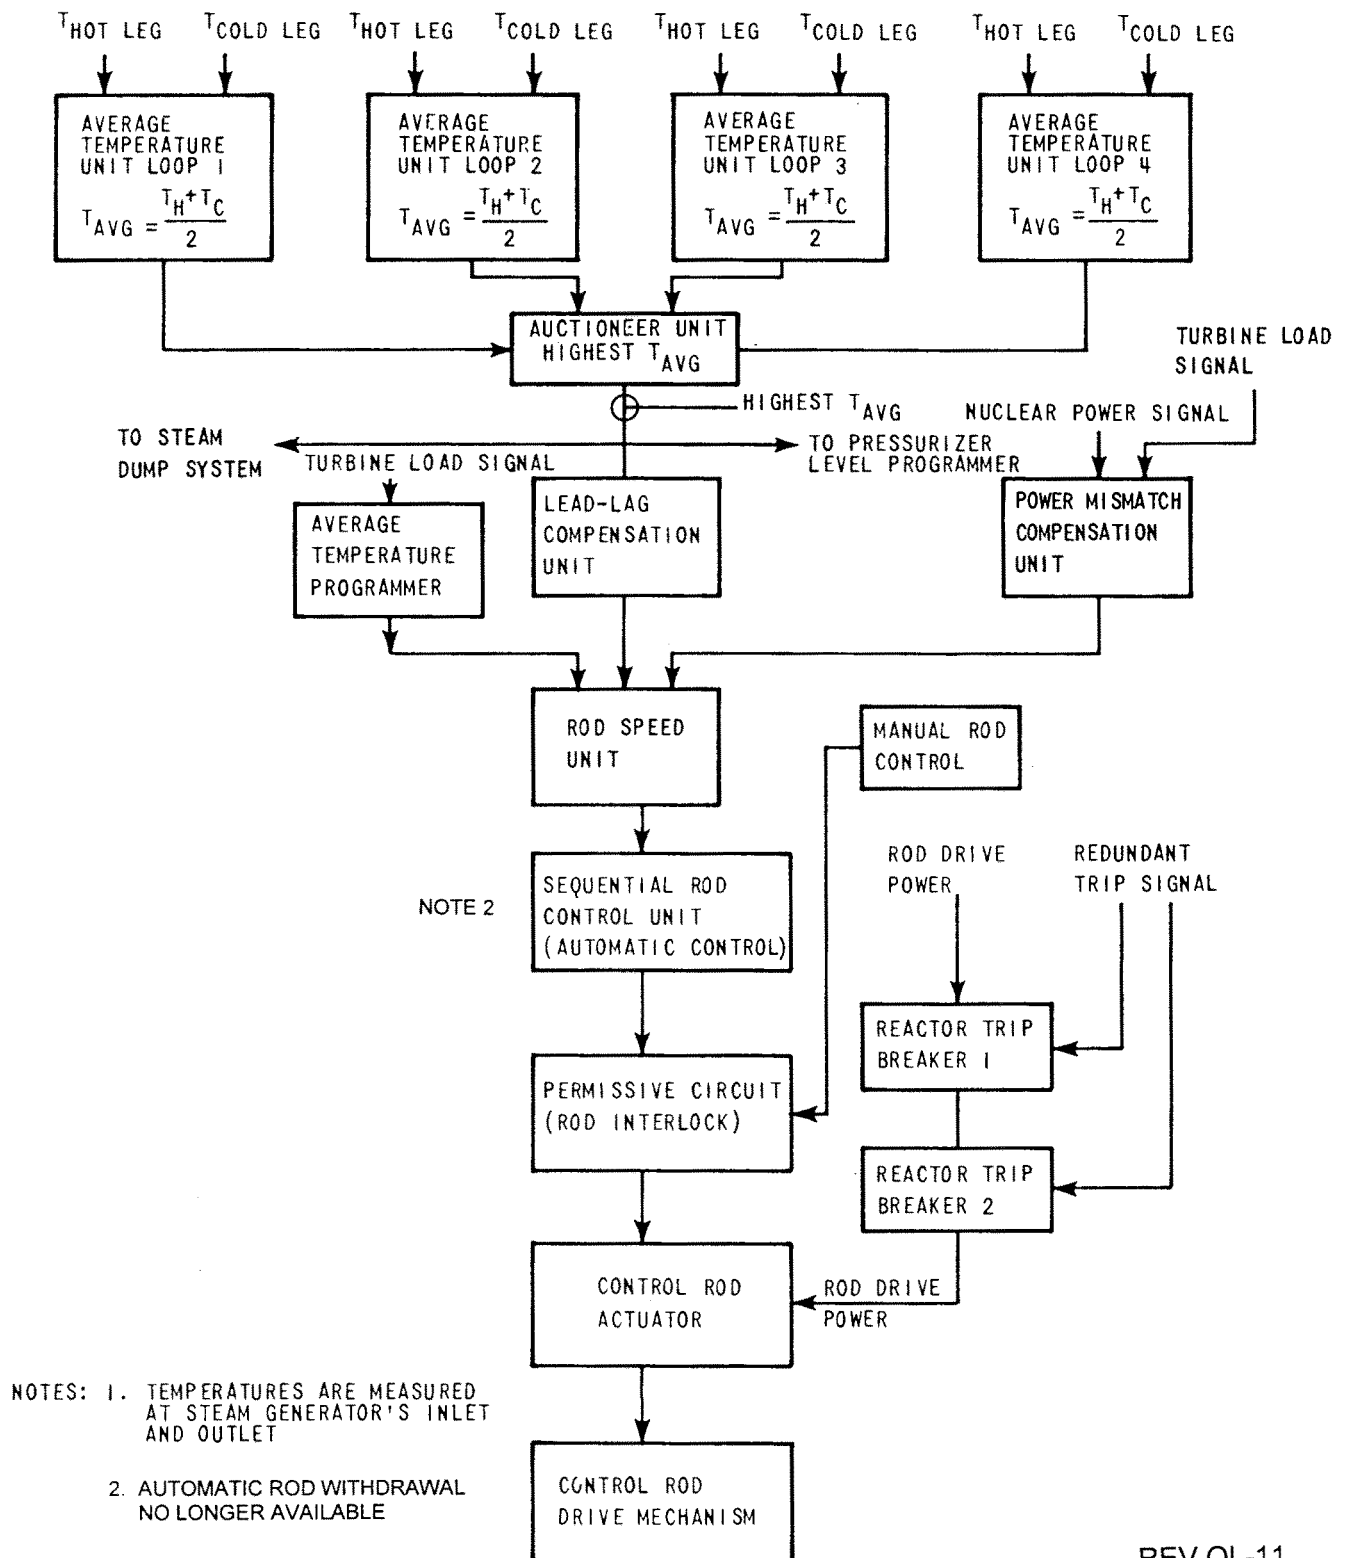 THOT LEG TCOLD LEG THOT LEG TCOLD LEG THOT LEG TCOLD LEG THOT LEG TCOLD LEG
AVERAGE
TEMPERATURE
UNIT LOOP 1
TAVG = TH+TC
2
AVERAGE
TEMPERATURE
UNIT LOOP 2
TAVG = TH+TC
2
AVERAGE
TEMPERATURE
UNIT LOOP 3
TAVG = TH+TC
2
AVERAGE
TEMPERATURE
UNIT LOOP 4
TAVG = TH+TC
2
AUCTIONEER UNIT
HIGHEST TAVG
TURBINE LOAD
SIGNAL
HIGHEST TAVG
NUCLEAR POWER SIGNAL
TO STEAM
DUMP SYSTEM
TO PRESSURIZER
LEVEL PROGRAMMER
TURBINE LOAD SIGNAL
AVERAGE
TEMPERATURE
PROGRAMMER
LEAD-LAG
COMPENSATION
UNIT
POWER MISMATCH
COMPENSATION
UNIT
ROD SPEED
UNIT
MANUAL ROD
CONTROL
NOTE 2
SEQUENTIAL ROD
CONTROL UNIT
(AUTOMATIC CONTROL)
ROD DRIVE
POWER
REDUNDANT
TRIP SIGNAL
REACTOR TRIP
BREAKER 1
PERMISSIVE CIRCUIT
(ROD INTERLOCK)
REACTOR TRIP
BREAKER 2
CONTROL ROD
ACTUATOR
ROD DRIVE
POWER
NOTES: 1. TEMPERATURES ARE MEASURED
AT STEAM GENERATOR'S INLET
AND OUTLET
2. AUTOMATIC ROD WITHDRAWAL
NO LONGER AVAILABLE
CONTROL ROD
DRIVE MECHANISM
REV OL-11